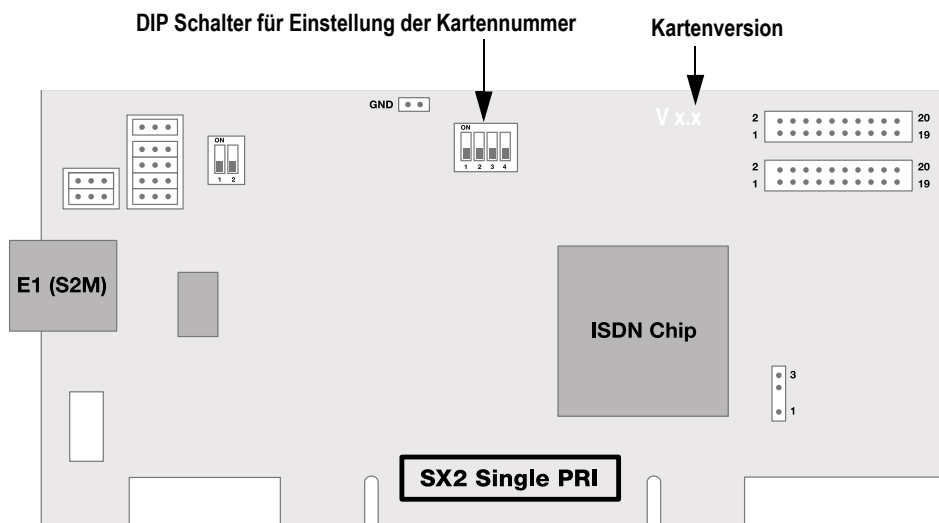 DIP Schalter für Einstellung der Kartennummer
Kartenversion
GND
V x.x
ON
1 2
ON
1 2 3 4
2 20
1 19
2 20
1 19
E1 (S2M)
ISDN Chip
3
1
SX2 Single PRI